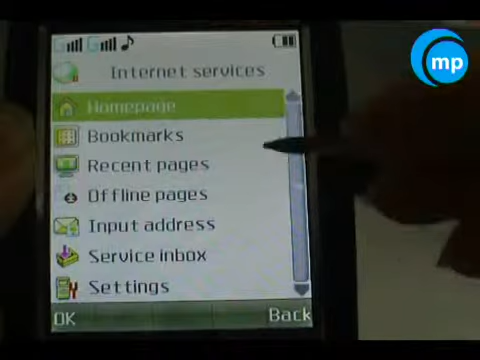 mp
Internet services
Homepage
Bookmarks
Recent pages
Offline pages
Input address
Service inbox
Settings
OK Back